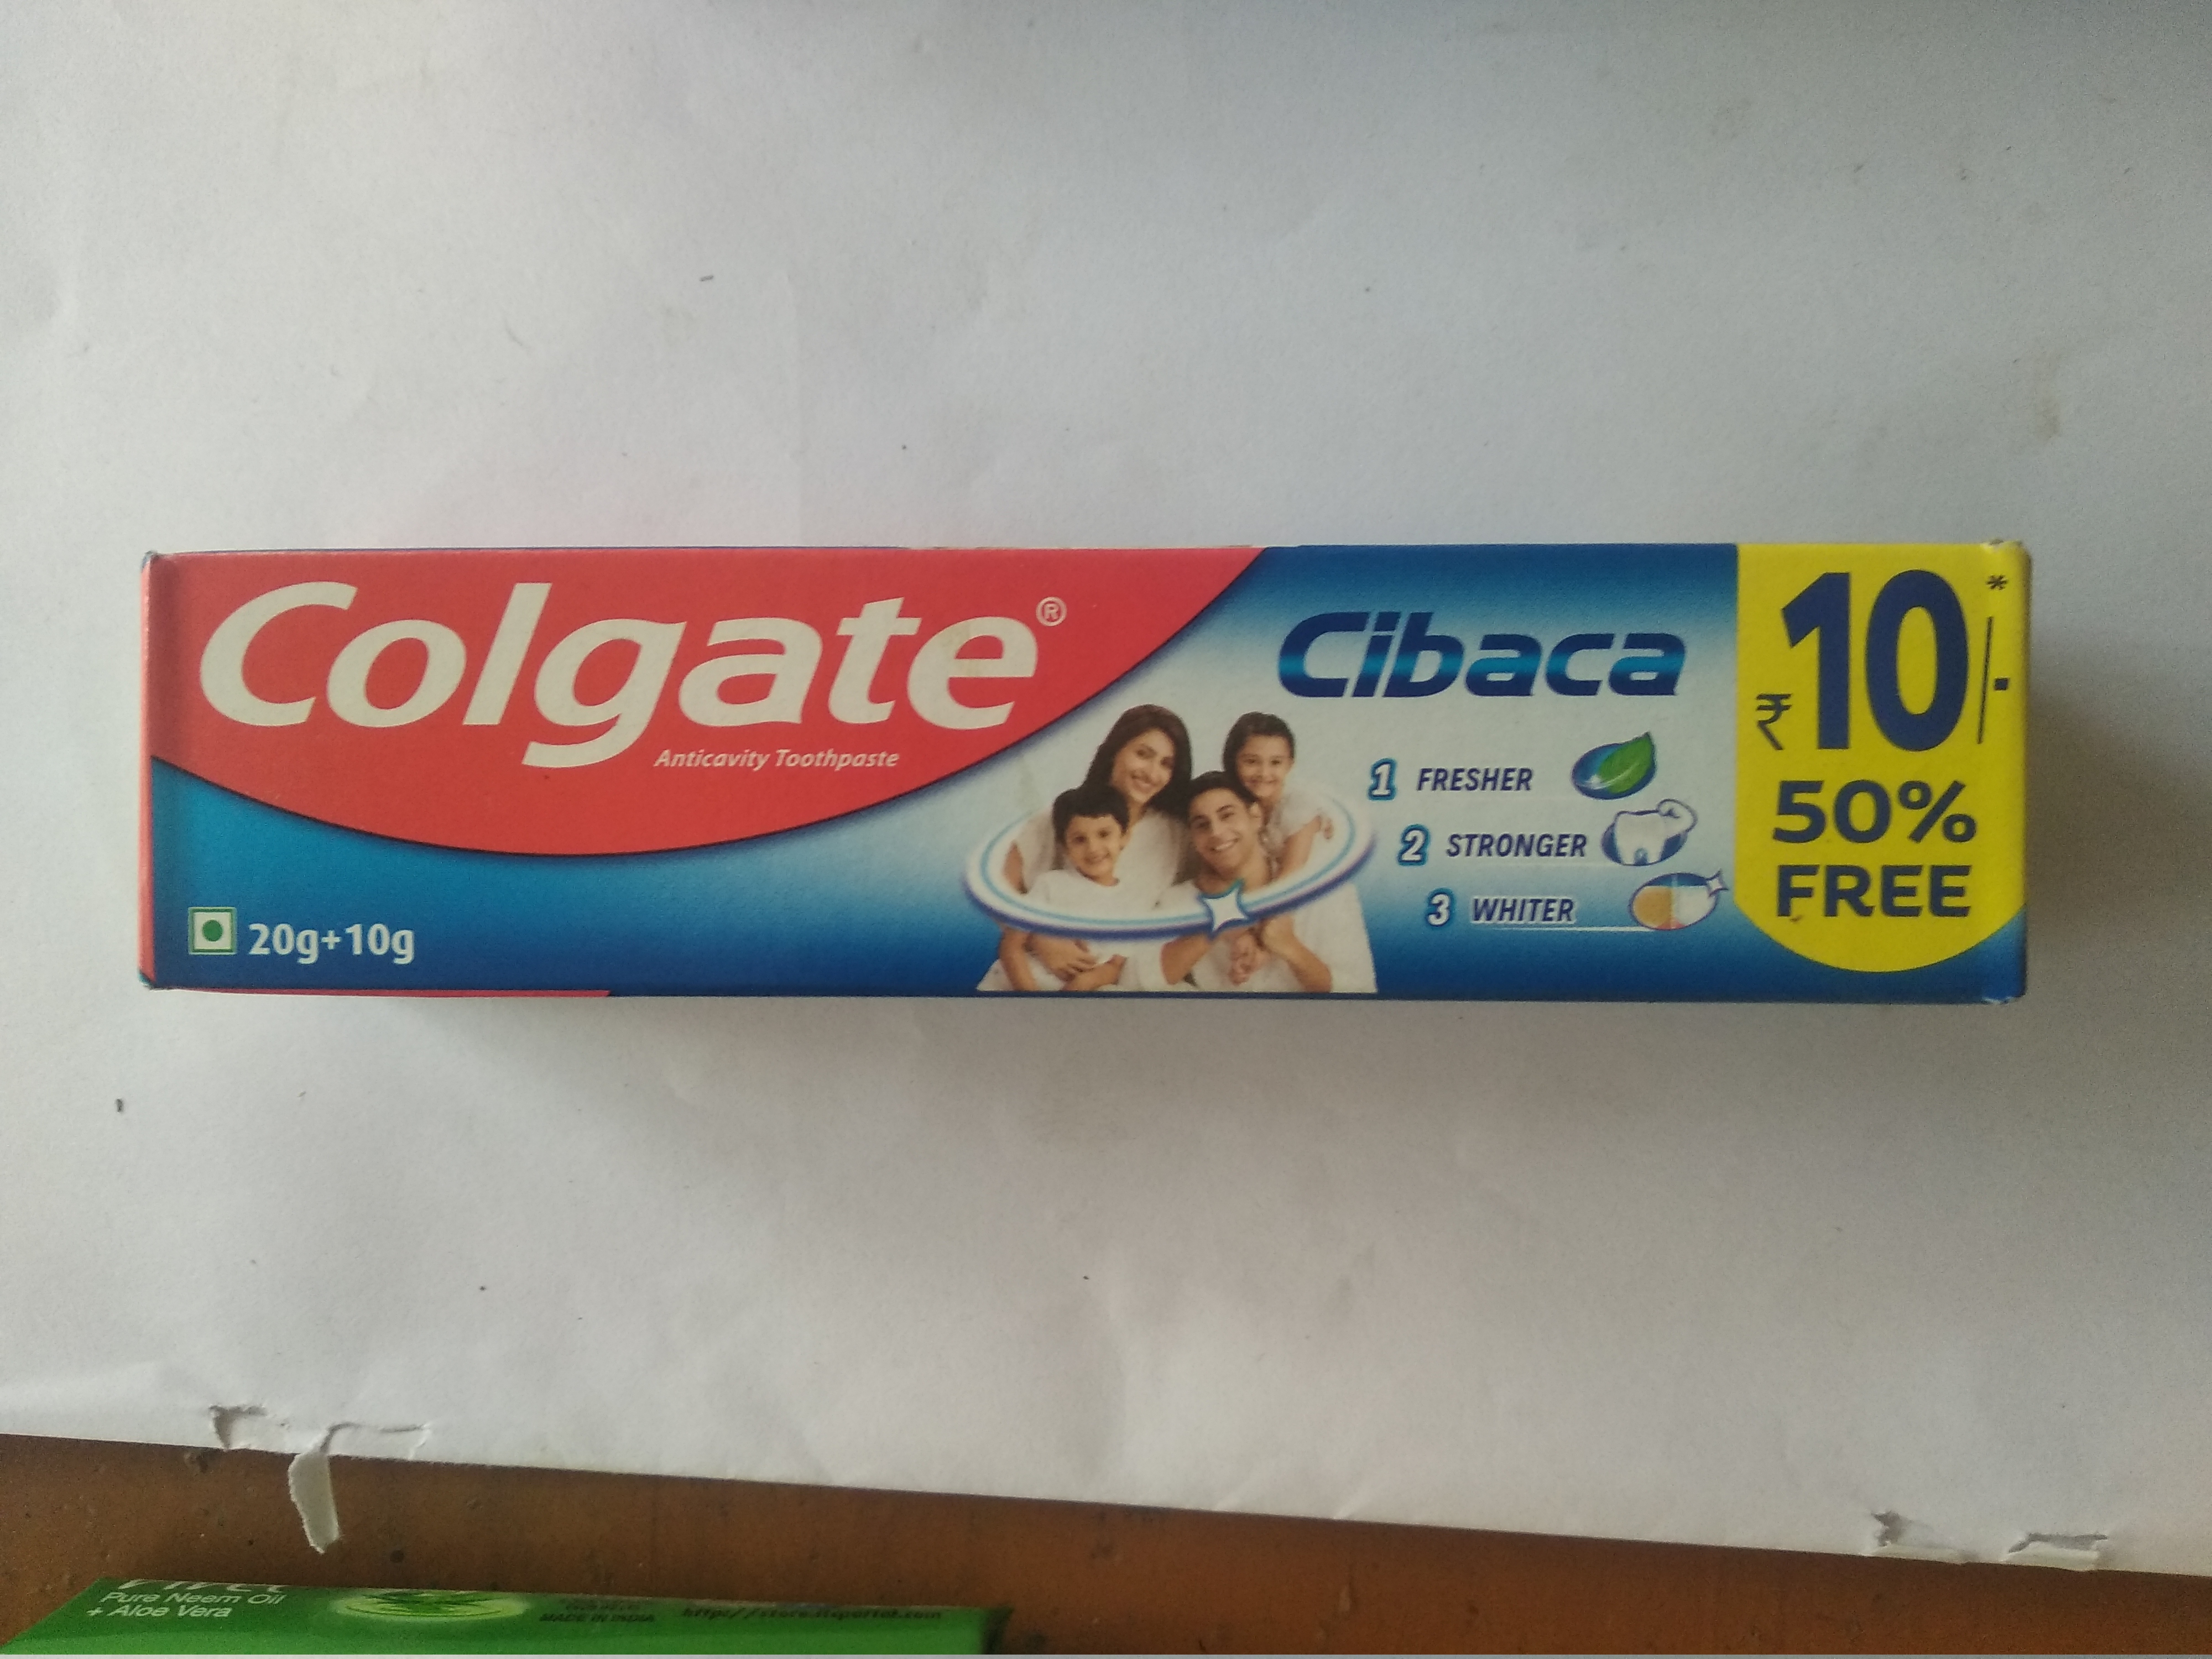 Colgate®
Anticavity Toothpaste
Cibaca
1 FRESHER
2 STRONGER
3 WHITER
₹10/-*
50%
FREE
20g+10g
Pure Neem Oil
+ Aloe Vera
MADE IN INDIA